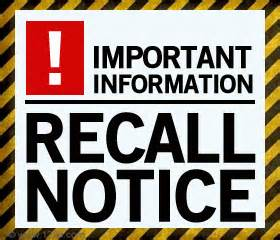 !
IMPORTANT
INFORMATION
RECALL
NOTICE